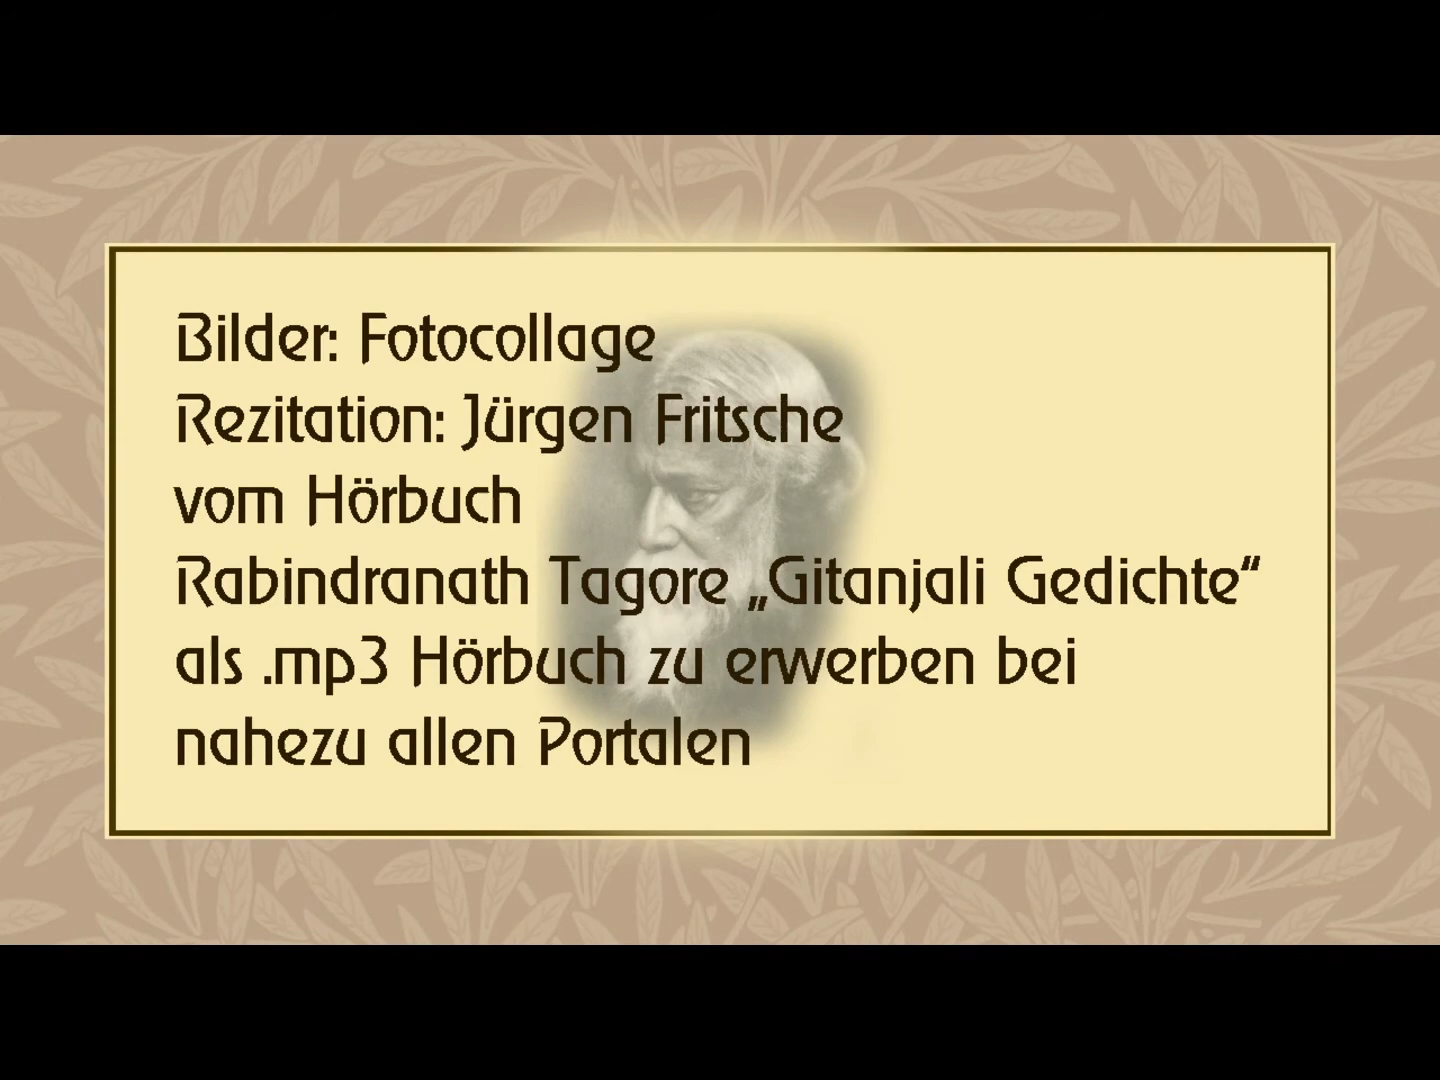 Bilder: Fotocollage
Rezitation: Jürgen Fritsche
vom Hörbuch
Rabindranath Tagore „Gitanjali Gedichte“
als .mp3 Hörbuch zu erwerben bei
nahezu allen Portalen